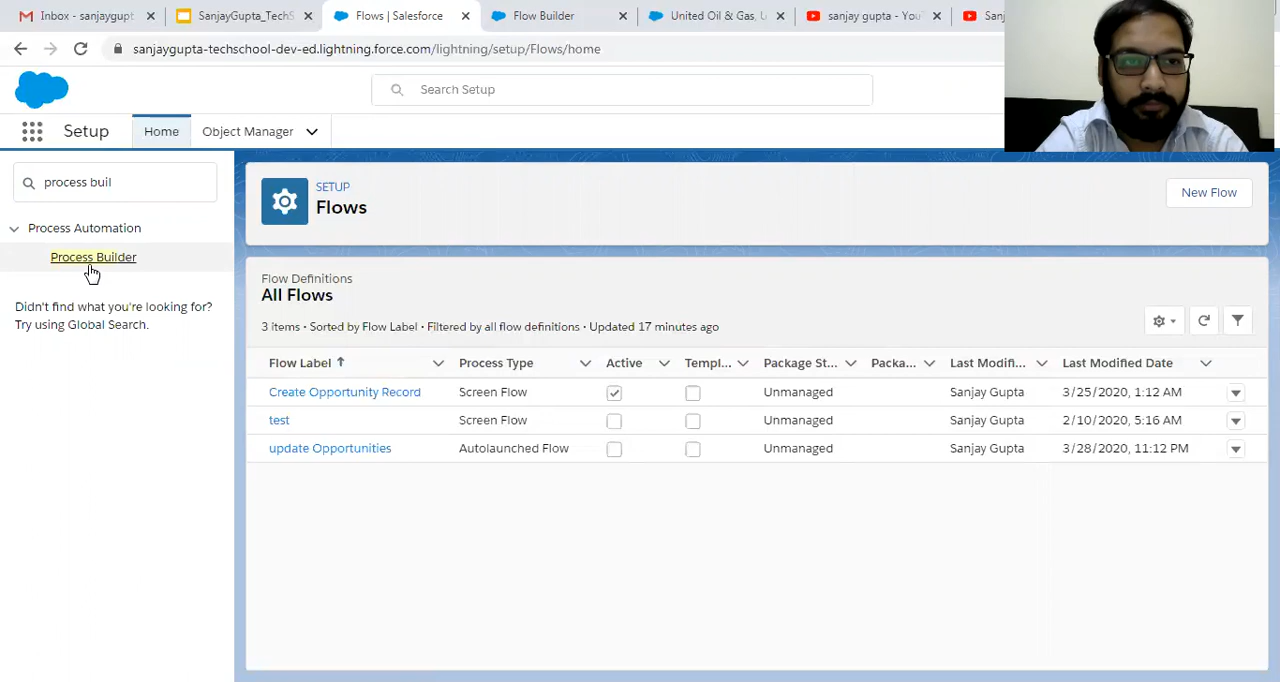 Inbox - sanjaygupt
SanjayGupta_TechS
Flows | Salesforce
Flow Builder
United Oil & Gas, U
sanjay gupta - You
Sanj
sanjaygupta-techschool-dev-ed.lightning.force.com/lightning/setup/Flows/home
Search Setup
Setup
Home
Object Manager
process buil
Process Automation
Process Builder
Didn't find what you're looking for?
Try using Global Search.
SETUP
Flows
New Flow
Flow Definitions
All Flows
3 items • Sorted by Flow Label • Filtered by all flow definitions • Updated 17 minutes ago
Flow Label Process Type Active Templ... Package St... Packa... Last Modifi... Last Modified Date
Create Opportunity Record Screen Flow Unmanaged Sanjay Gupta 3/25/2020, 1:12 AM
test Screen Flow Unmanaged Sanjay Gupta 2/10/2020, 5:16 AM
update Opportunities Autolaunched Flow Unmanaged Sanjay Gupta 3/28/2020, 11:12 PM